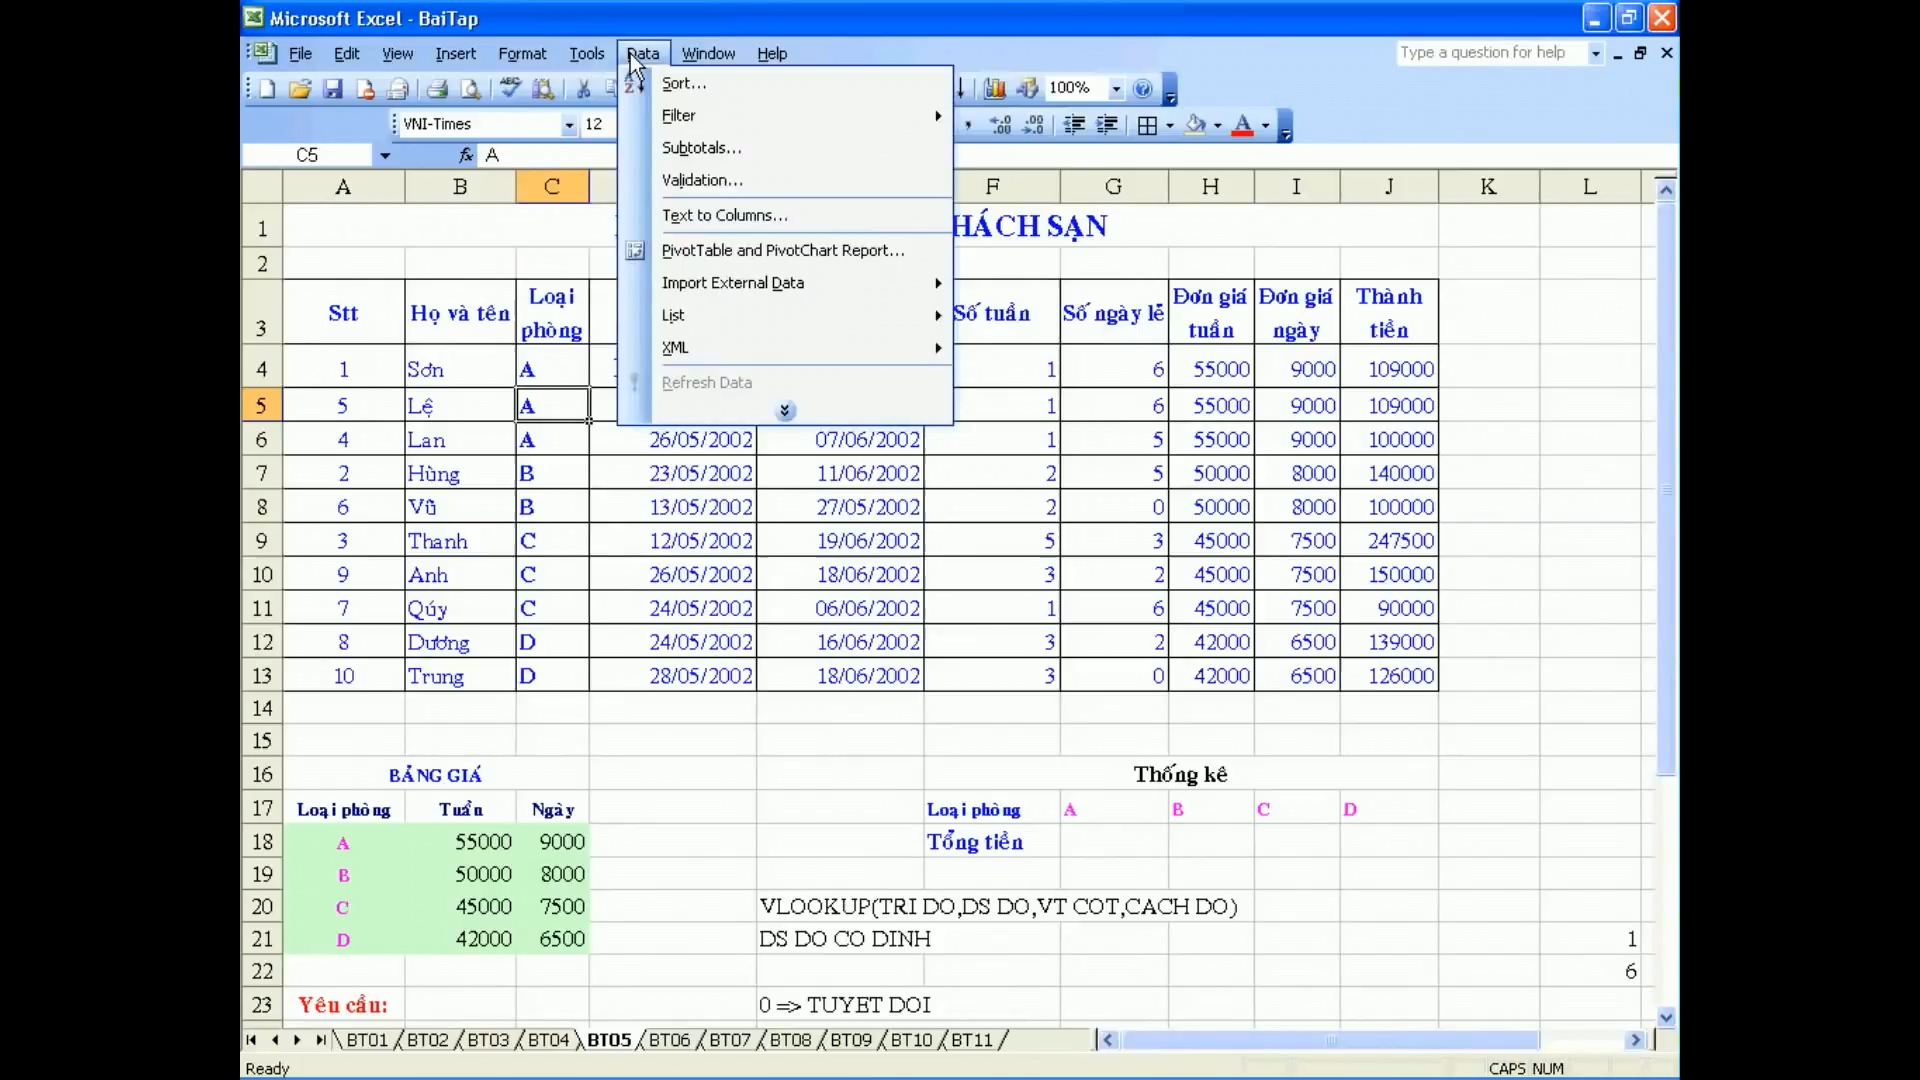 Microsoft Excel - BaiTap
File Edit View Insert Format Tools Data Window Help Type a question for help
100%
VNI-Times 12
C5 fx A
Sort...
Filter
Subtotals...
Validation...
Text to Columns...
PivotTable and PivotChart Report...
Import External Data
List
XML
Refresh Data
A B C F G H I J K L
1 HÁCH SẠN
2
3 Stt Họ và tên Loại phòng Số tuần Số ngày lẻ Đơn giá tuần Đơn giá ngày Thành tiền
4 1 Sơn A 1 6 55000 9000 109000
5 5 Lệ A 1 6 55000 9000 109000
6 4 Lan A 26/05/2002 07/06/2002 1 5 55000 9000 100000
7 2 Hùng B 23/05/2002 11/06/2002 2 5 50000 8000 140000
8 6 Vũ B 13/05/2002 27/05/2002 2 0 50000 8000 100000
9 3 Thanh C 12/05/2002 19/06/2002 5 3 45000 7500 247500
10 9 Anh C 26/05/2002 18/06/2002 3 2 45000 7500 150000
11 7 Qúy C 24/05/2002 06/06/2002 1 6 45000 7500 90000
12 8 Dương D 24/05/2002 16/06/2002 3 2 42000 6500 139000
13 10 Trung D 28/05/2002 18/06/2002 3 0 42000 6500 126000
14
15
16 BẢNG GIÁ Thống kê
17 Loại phòng Tuần Ngày Loại phòng A B C D
18 A 55000 9000 Tổng tiền
19 B 50000 8000
20 C 45000 7500 VLOOKUP(TRI DO,DS DO,VT COT,CACH DO)
21 D 42000 6500 DS DO CO DINH 1
22 6
23 Yêu cầu: 0 => TUYET DOI
BT01 BT02 BT03 BT04 BT05 BT06 BT07 BT08 BT09 BT10 BT11
Ready CAPS NUM